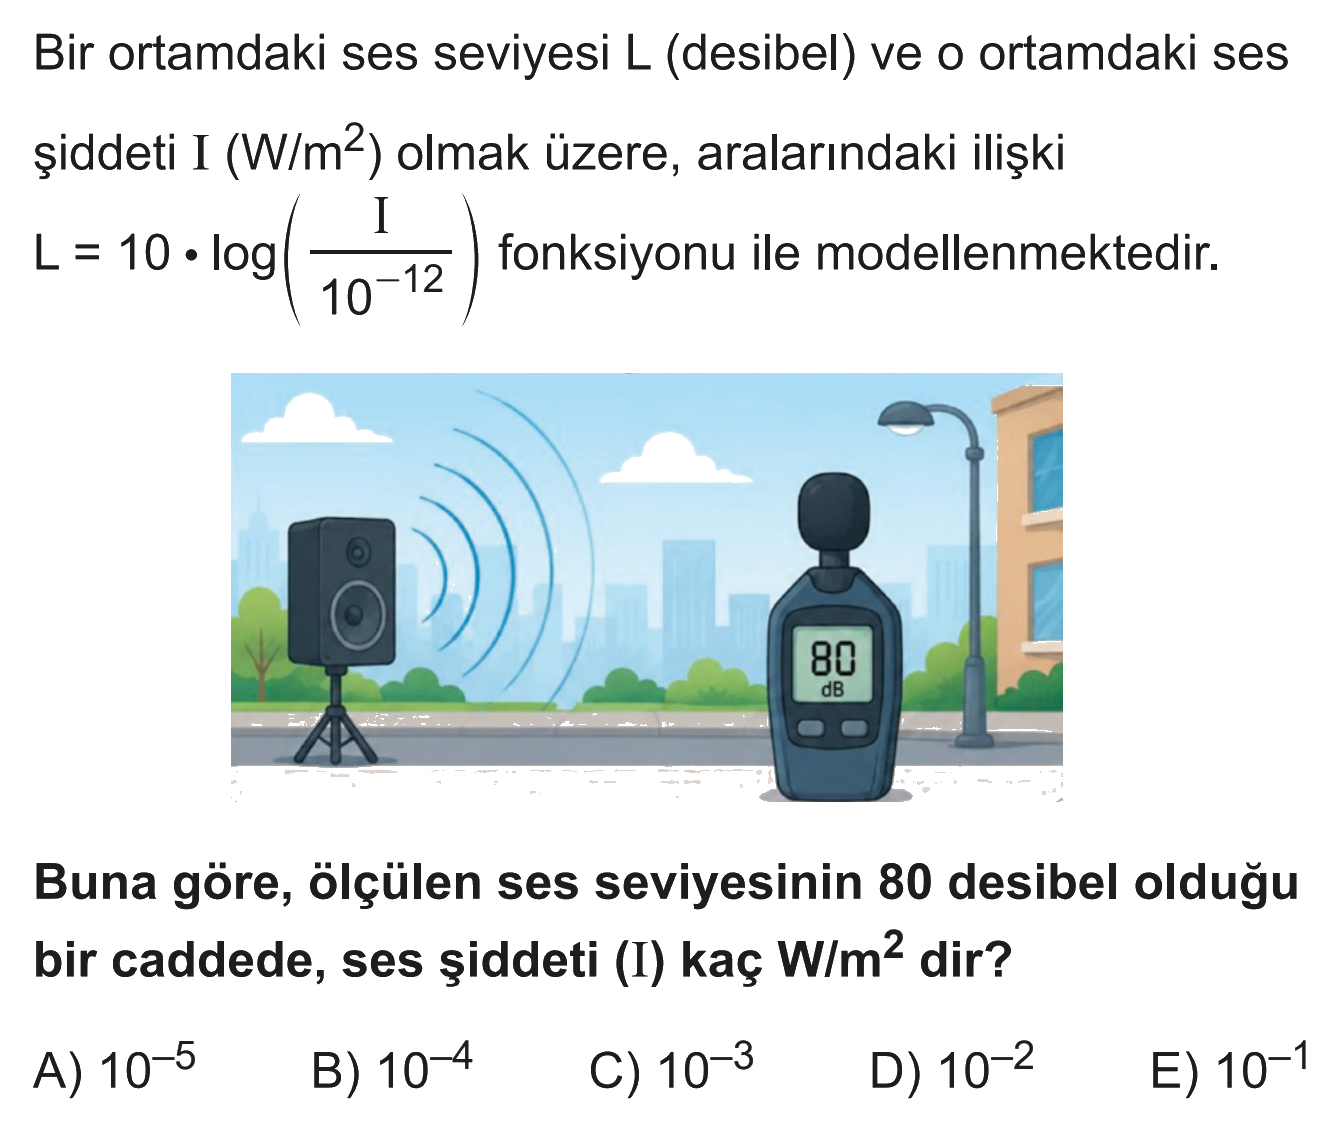 Bir ortamdaki ses seviyesi L (desibel) ve o ortamdaki ses
şiddeti I (W/m²) olmak üzere, aralarındaki ilişki
L = 10 • log(I / 10⁻¹²) fonksiyonu ile modellenmektedir.
80
dB
Buna göre, ölçülen ses seviyesinin 80 desibel olduğu
bir caddede, ses şiddeti (I) kaç W/m² dir?
A) 10⁻⁵ B) 10⁻⁴ C) 10⁻³ D) 10⁻² E) 10⁻¹